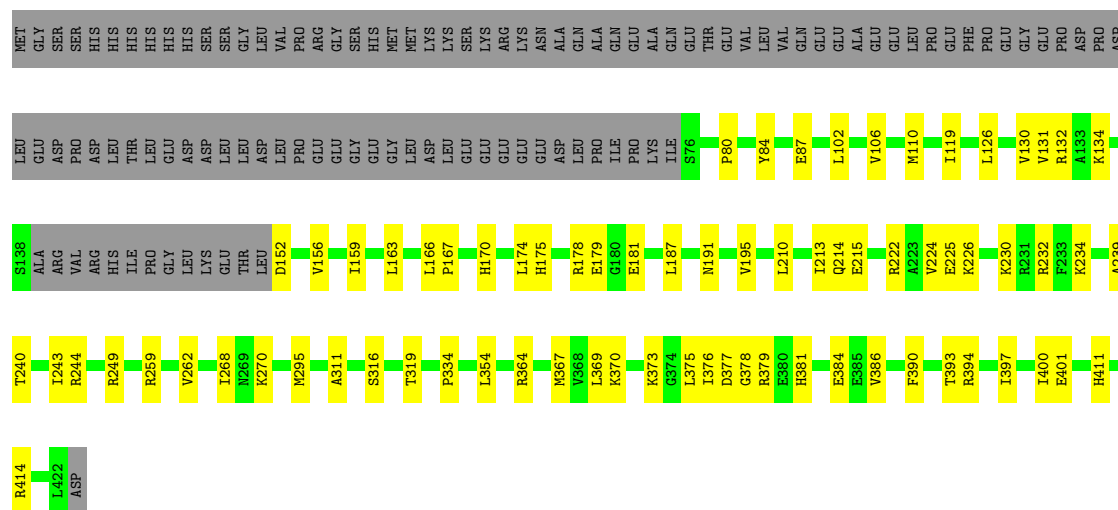 MET GLY SER SER HIS HIS HIS HIS HIS HIS SER SER GLY LEU VAL PRO ARG GLY SER HIS MET MET LYS LYS SER LYS ARG LYS ASN ALA GLN ALA GLN GLU ALA GLN GLU THR GLU VAL LEU VAL GLN GLU GLU ALA GLU GLU LEU PRO GLU PHE PRO GLU GLY GLU PRO ASP PRO ASP
LEU GLU ASP PRO ASP LEU THR LEU GLU ASP ASP LEU LEU ASP LEU PRO GLU GLU GLY GLU GLY LEU ASP LEU GLU GLU GLU GLU GLU ASP LEU PRO ILE PRO LYS ILE S76 P80 Y84 E87 L102 V106 M110 I119 L126 V130 V131 R132 A133 K134
S138 ALA ARG VAL ARG HIS ILE PRO GLY LEU LYS GLU THR LEU D152 V156 I159 L163 L166 P167 H170 L174 H175 R178 E179 G180 E181 L187 N191 V195 L210 I213 Q214 E215 R222 A223 V224 E225 K226 K230 R231 R232 F233 K234 A239
T240 I243 R244 R249 R259 V262 I268 N269 K270 M295 A311 S316 T319 P334 L354 R364 M367 V368 L369 K370 K373 G374 L375 I376 D377 G378 R379 E380 H381 E384 E385 V386 F390 T393 R394 I397 I400 E401 H411
R414 L422 ASP